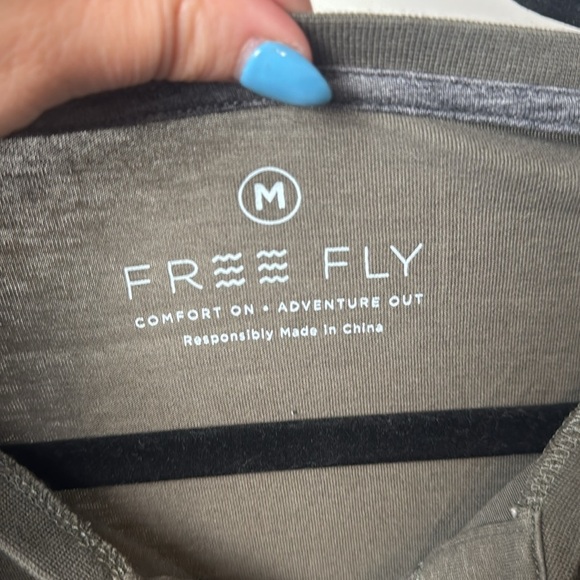 M
FREE FLY
COMFORT ON • ADVENTURE OUT
Responsibly Made in China